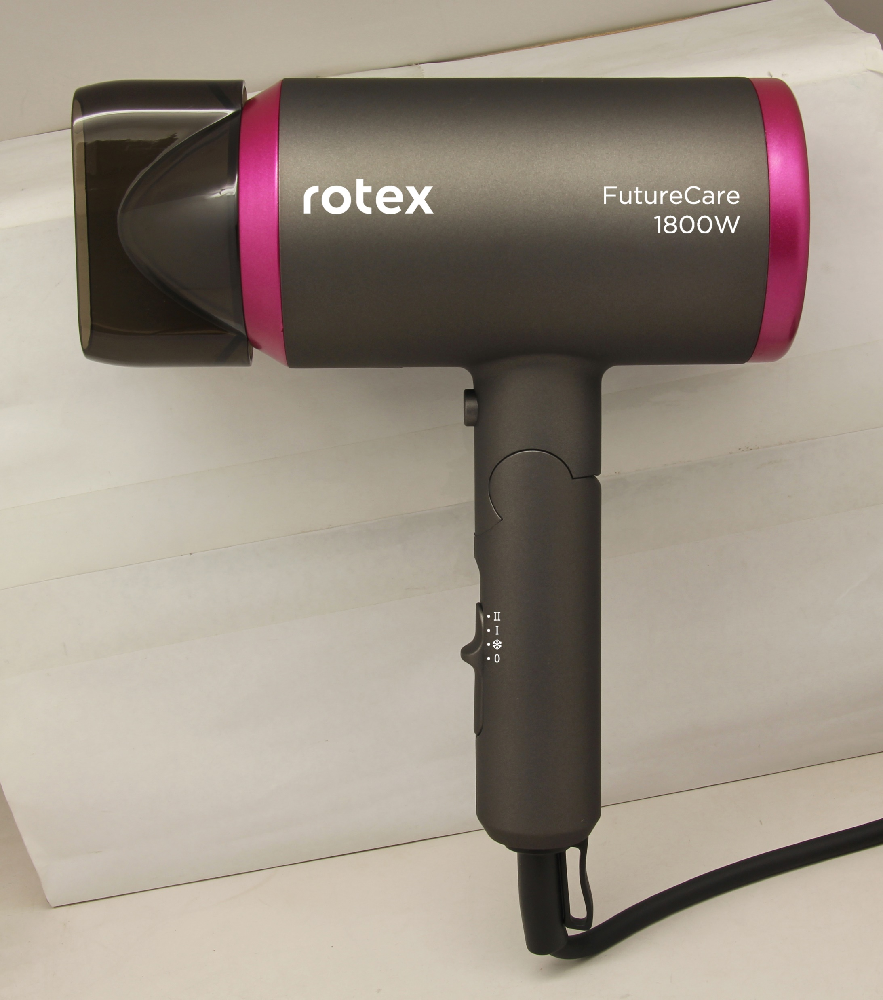 rotex
FutureCare
1800W
• II
• I
• ❄
• 0